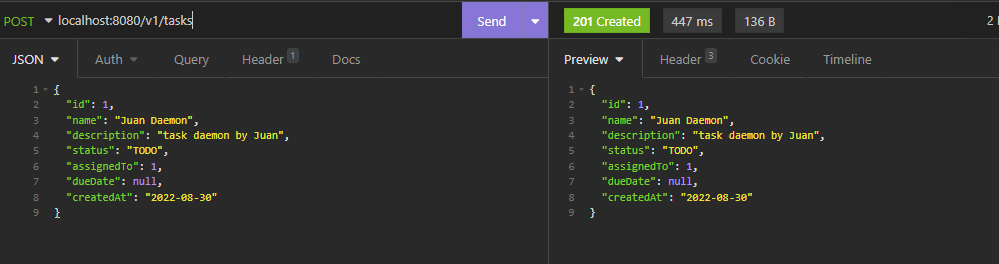 POST localhost:8080/v1/tasks Send 201 Created 447 ms 136 B 2
JSON Auth Query Header 1 Docs Preview Header 3 Cookie Timeline
1 {
2 "id": 1,
3 "name": "Juan Daemon",
4 "description": "task daemon by Juan",
5 "status": "TODO",
6 "assignedTo": 1,
7 "dueDate": null,
8 "createdAt": "2022-08-30"
9 }
1 {
2 "id": 1,
3 "name": "Juan Daemon",
4 "description": "task daemon by Juan",
5 "status": "TODO",
6 "assignedTo": 1,
7 "dueDate": null,
8 "createdAt": "2022-08-30"
9 }